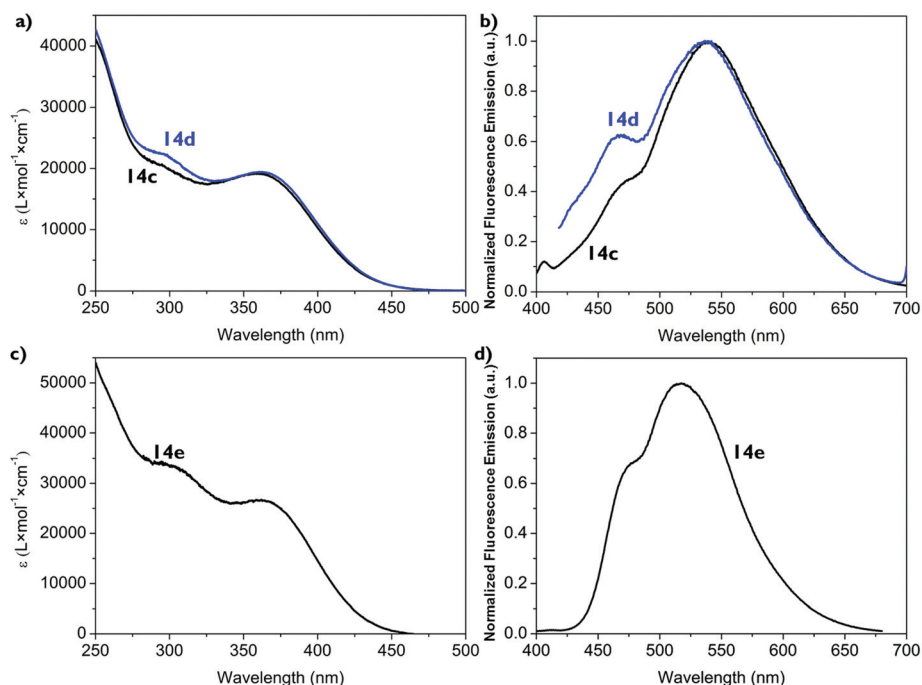 a)
ε (L×mol⁻¹×cm⁻¹)
40000
30000
20000
10000
0
14d
14c
250 300 350 400 450 500
Wavelength (nm)
b)
Normalized Fluorescence Emission (a.u.)
1.0
0.8
0.6
0.4
0.2
0.0
14d
14c
400 450 500 550 600 650 700
Wavelength (nm)
c)
ε (L×mol⁻¹×cm⁻¹)
50000
40000
30000
20000
10000
0
14e
250 300 350 400 450 500
Wavelength (nm)
d)
Normalized Fluorescence Emission (a.u.)
1.0
0.8
0.6
0.4
0.2
0.0
14e
400 450 500 550 600 650 700
Wavelength (nm)